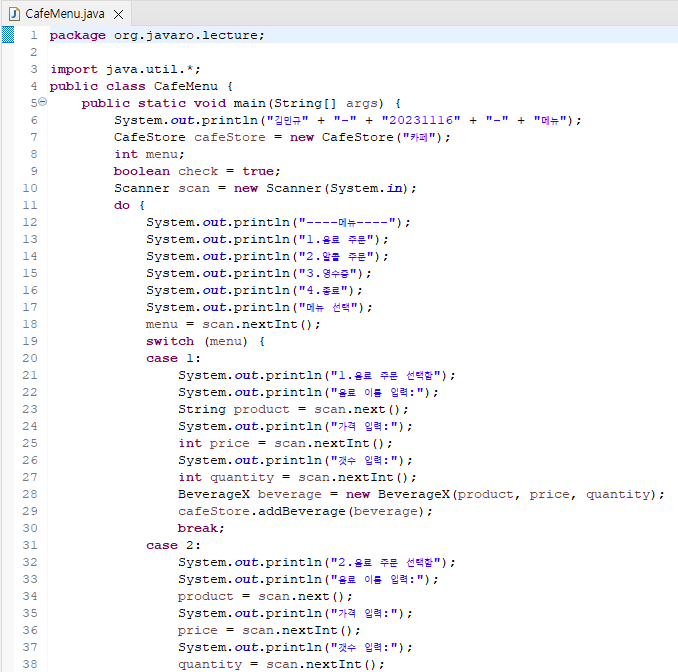 CafeMenu.java
1 package org.javaro.lecture;
2
3 import java.util.*;
4 public class CafeMenu {
5 public static void main(String[] args) {
6 System.out.println("김민규" + "-" + "20231116" + "-" + "메뉴");
7 CafeStore cafeStore = new CafeStore("카페");
8 int menu;
9 boolean check = true;
10 Scanner scan = new Scanner(System.in);
11 do {
12 System.out.println("----메뉴----");
13 System.out.println("1.음료 주문");
14 System.out.println("2.알콜 주문");
15 System.out.println("3.영수증");
16 System.out.println("4.종료");
17 System.out.println("메뉴 선택");
18 menu = scan.nextInt();
19 switch (menu) {
20 case 1:
21 System.out.println("1.음료 주문 선택함");
22 System.out.println("음료 이름 입력:");
23 String product = scan.next();
24 System.out.println("가격 입력:");
25 int price = scan.nextInt();
26 System.out.println("갯수 입력:");
27 int quantity = scan.nextInt();
28 BeverageX beverage = new BeverageX(product, price, quantity);
29 cafeStore.addBeverage(beverage);
30 break;
31 case 2:
32 System.out.println("2.음료 주문 선택함");
33 System.out.println("음료 이름 입력:");
34 product = scan.next();
35 System.out.println("가격 입력:");
36 price = scan.nextInt();
37 System.out.println("갯수 입력:");
38 quantity = scan.nextInt();